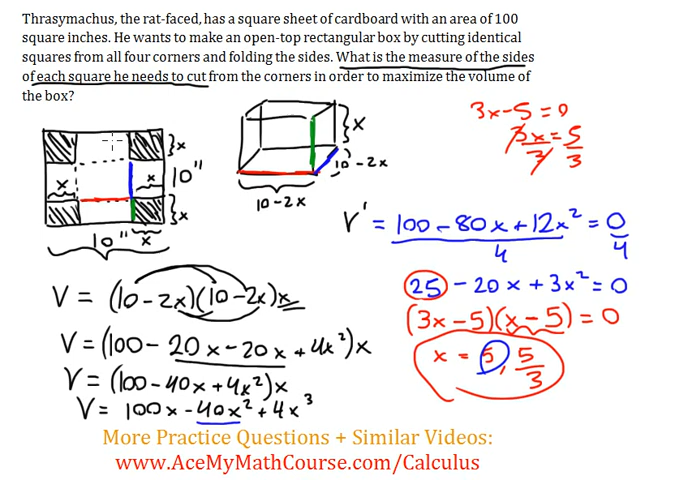 Thrasymachus, the rat-faced, has a square sheet of cardboard with an area of 100
square inches. He wants to make an open-top rectangular box by cutting identical
squares from all four corners and folding the sides. What is the measure of the sides
of each square he needs to cut from the corners in order to maximize the volume of
the box?
x
10"
x
x
x
10"
x
x
10-2x
10-2x
3x-5=0
3x/3=5/3
V' = (100-80x+12x²)/4 = 0/4
25-20x+3x²=0
(3x-5)(x-5)=0
x = 5, 5/3
V = (10-2x)(10-2x)x
V = (100-20x-20x+4x²)x
V = (100-40x+4x²)x
V = 100x-40x²+4x³
More Practice Questions + Similar Videos:
www.AceMyMathCourse.com/Calculus